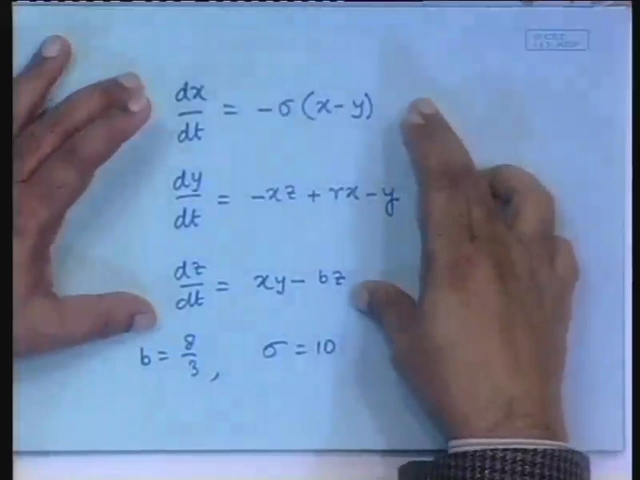 dx/dt = -σ(x-y)
dy/dt = -xz + rx - y
dz/dt = xy - bz
b = 8/3, σ = 10